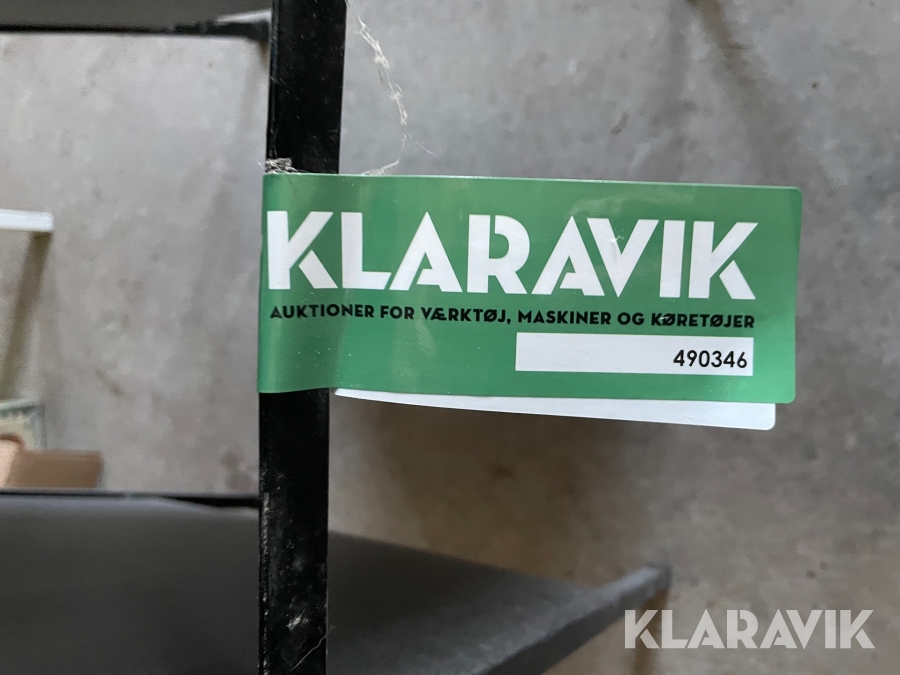 KLARAVIK
AUKTIONER FOR VÆRKTØJ, MASKINER OG KØRETØJER
490346
KLARAVIK